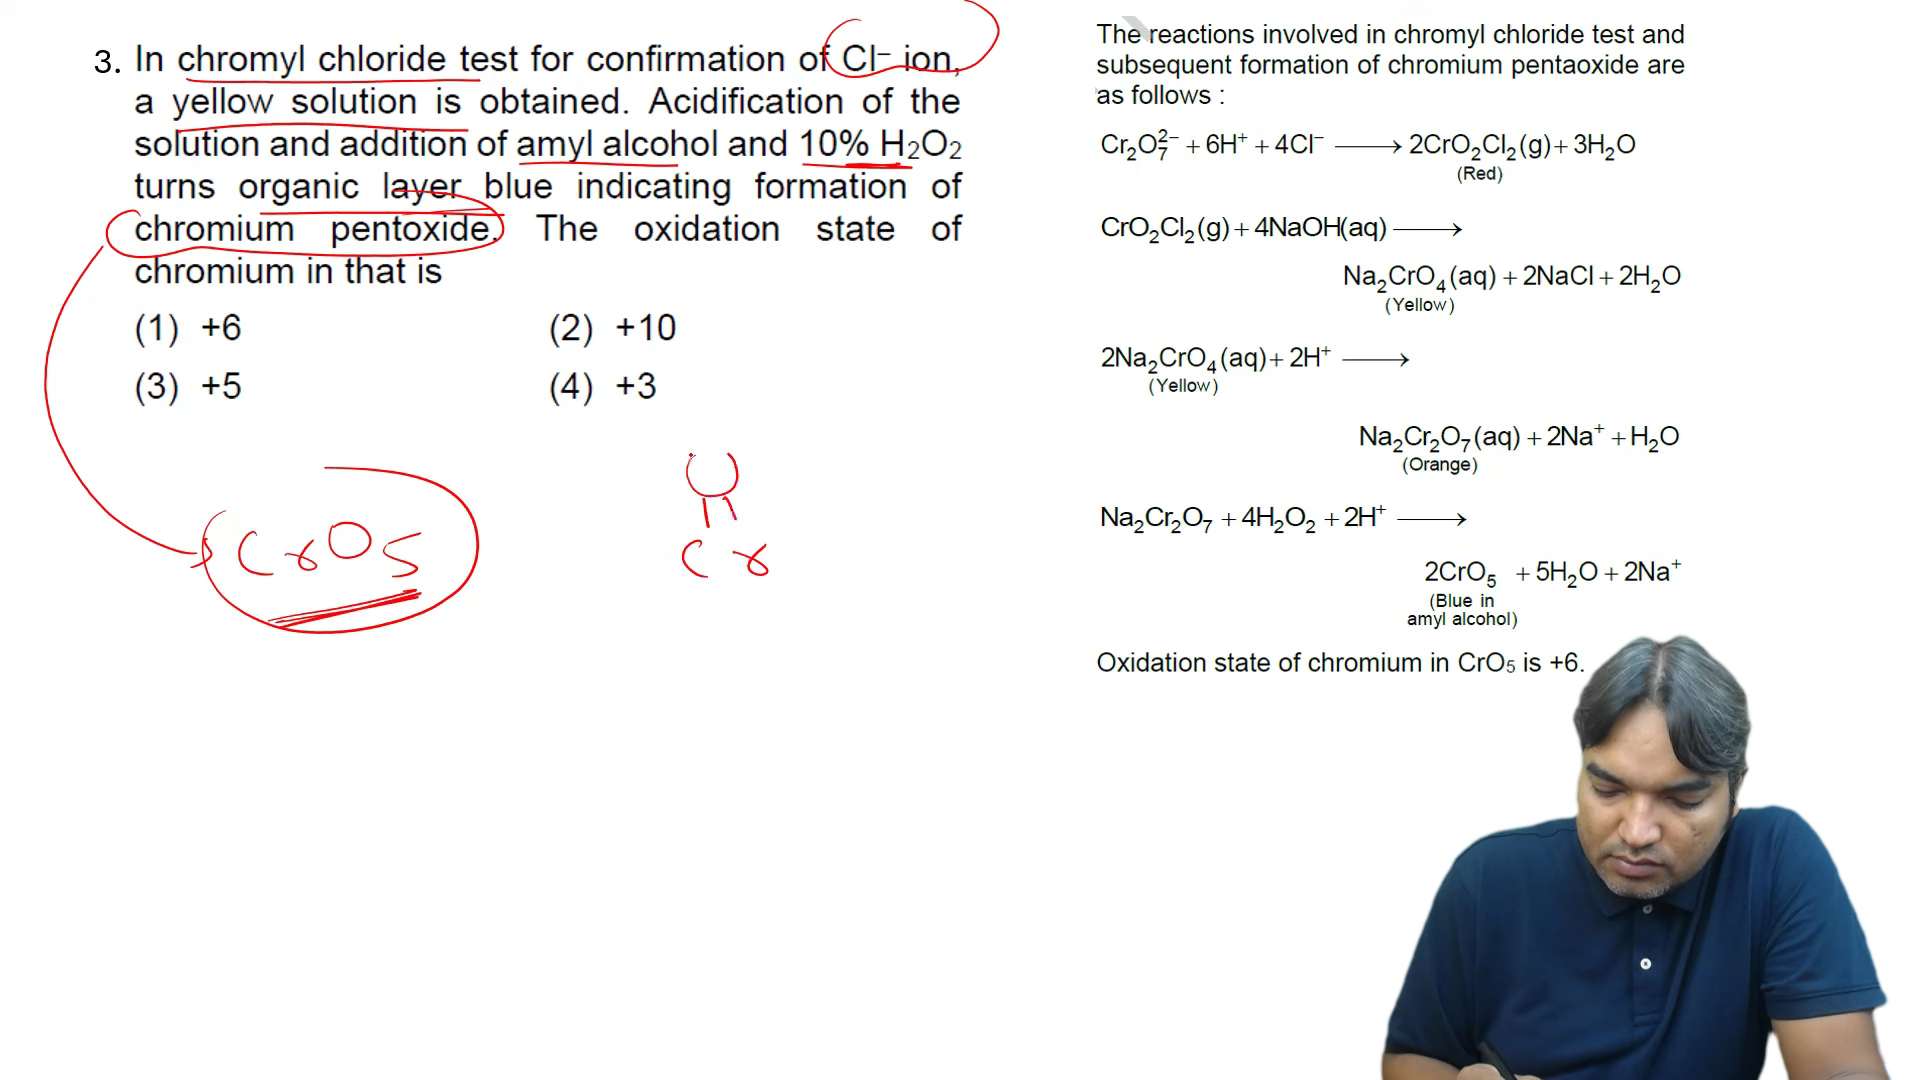 3. In chromyl chloride test for confirmation of Cl⁻ ion,
a yellow solution is obtained. Acidification of the
solution and addition of amyl alcohol and 10% H₂O₂
turns organic layer blue indicating formation of
chromium pentoxide. The oxidation state of
chromium in that is
(1) +6 (2) +10
(3) +5 (4) +3
CrO5
O
Cr
The reactions involved in chromyl chloride test and
subsequent formation of chromium pentaoxide are
as follows :
Cr₂O₇²⁻ + 6H⁺ + 4Cl⁻ ⟶ 2CrO₂Cl₂(g) + 3H₂O
(Red)
CrO₂Cl₂(g) + 4NaOH(aq) ⟶
Na₂CrO₄(aq) + 2NaCl + 2H₂O
(Yellow)
2Na₂CrO₄(aq) + 2H⁺ ⟶
(Yellow)
Na₂Cr₂O₇(aq) + 2Na⁺ + H₂O
(Orange)
Na₂Cr₂O₇ + 4H₂O₂ + 2H⁺ ⟶
2CrO₅ + 5H₂O + 2Na⁺
(Blue in
amyl alcohol)
Oxidation state of chromium in CrO₅ is +6.